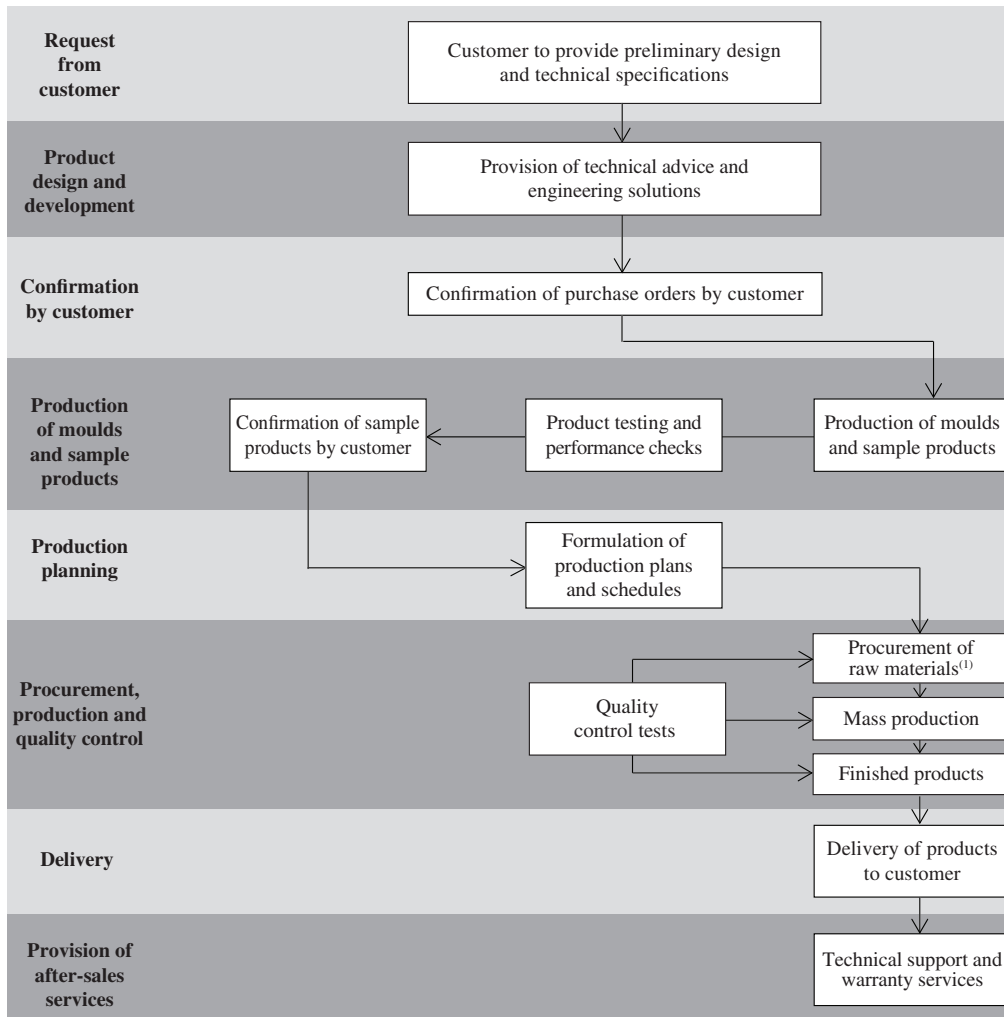 Request
from
customer
Customer to provide preliminary design
and technical specifications
Product
design and
development
Provision of technical advice and
engineering solutions
Confirmation
by customer
Confirmation of purchase orders by customer
Production
of moulds
and sample
products
Confirmation of sample
products by customer
Product testing and
performance checks
Production of moulds
and sample products
Production
planning
Formulation of
production plans
and schedules
Procurement,
production and
quality control
Quality
control tests
Procurement of
raw materials(1)
Mass production
Finished products
Delivery
Delivery of products
to customer
Provision of
after-sales
services
Technical support and
warranty services